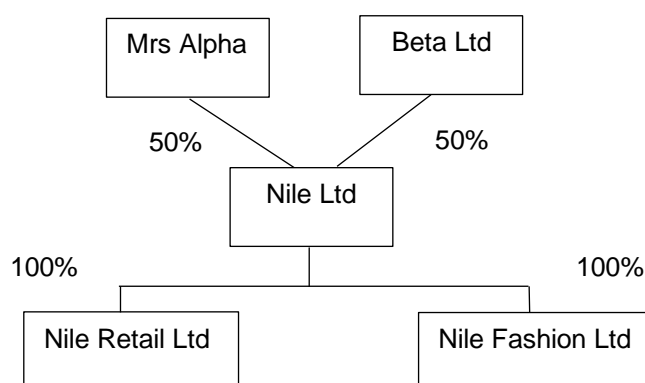 Mrs Alpha
Beta Ltd
50%
50%
Nile Ltd
100%
100%
Nile Retail Ltd
Nile Fashion Ltd